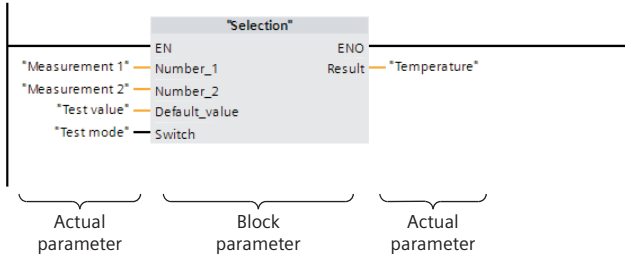 "Selection"
EN ENO
"Measurement 1" Number_1 Result "Temperature"
"Measurement 2" Number_2
"Test value" Default_value
"Test mode" Switch
Actual parameter
Block parameter
Actual parameter